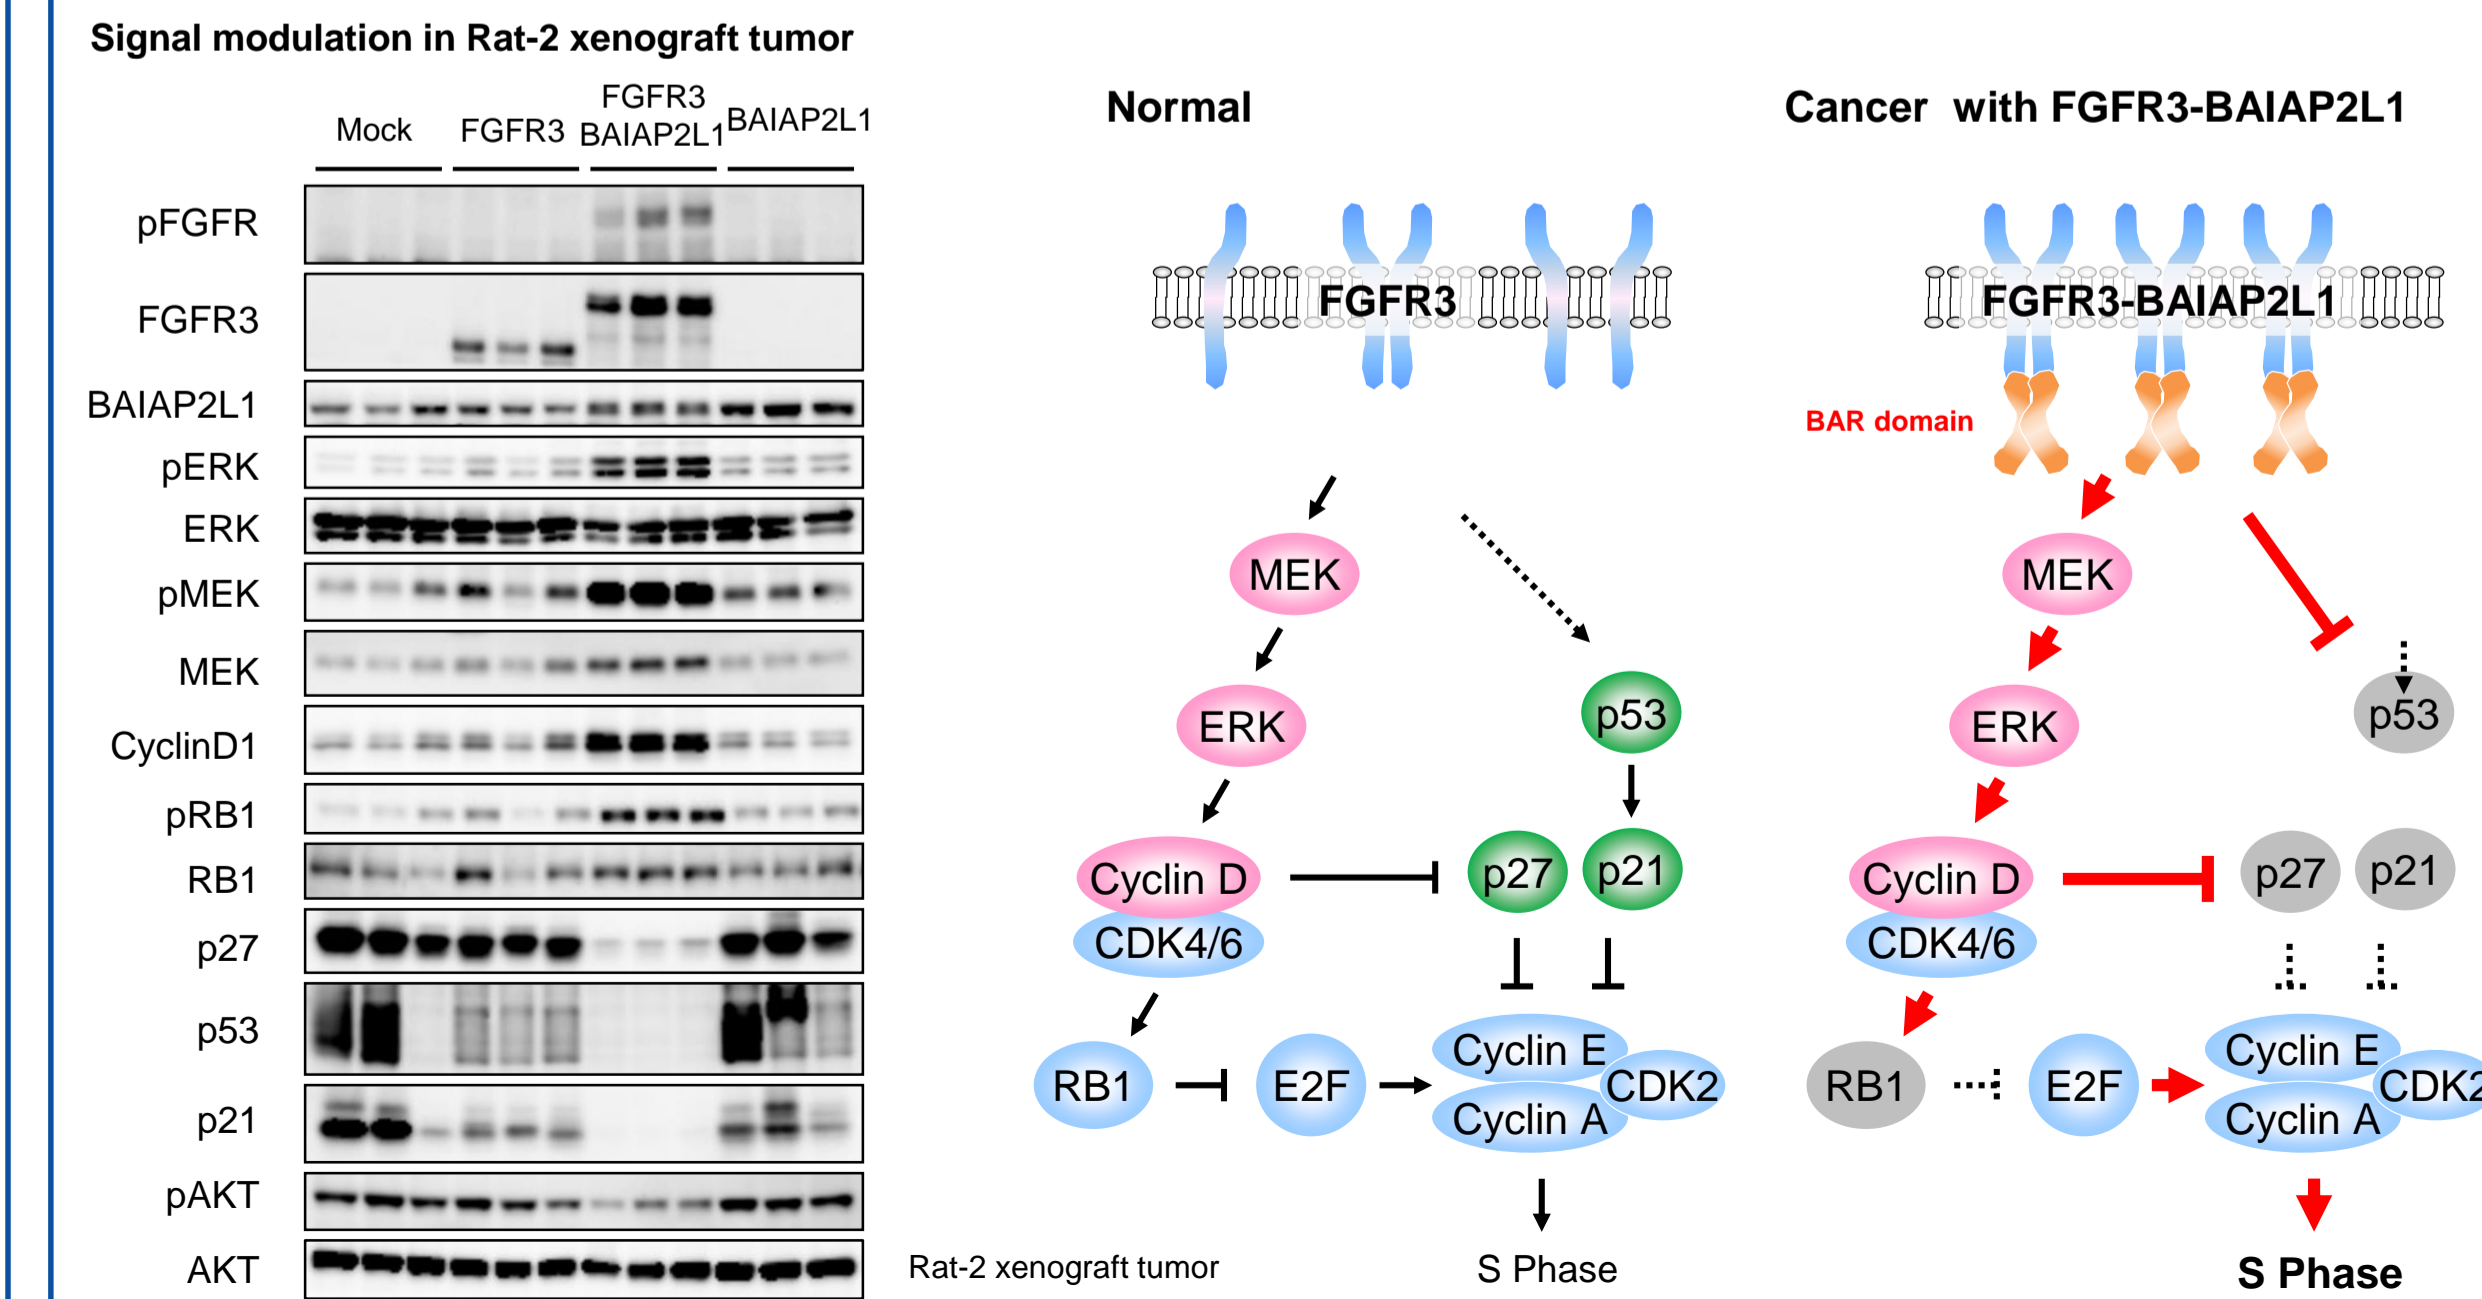 Signal modulation in Rat-2 xenograft tumor
Mock
FGFR3
FGFR3
BAIAP2L1
BAIAP2L1
pFGFR
FGFR3
BAIAP2L1
pERK
ERK
pMEK
MEK
CyclinD1
pRB1
RB1
p27
p53
p21
pAKT
AKT
Rat-2 xenograft tumor
Normal
FGFR3
MEK
ERK
p53
Cyclin D
p27
p21
CDK4/6
RB1
E2F
Cyclin E
CDK2
Cyclin A
S Phase
Cancer with FGFR3-BAIAP2L1
FGFR3-BAIAP2L1
BAR domain
MEK
ERK
p53
Cyclin D
p27
p21
CDK4/6
RB1
E2F
Cyclin E
CDK2
Cyclin A
S Phase